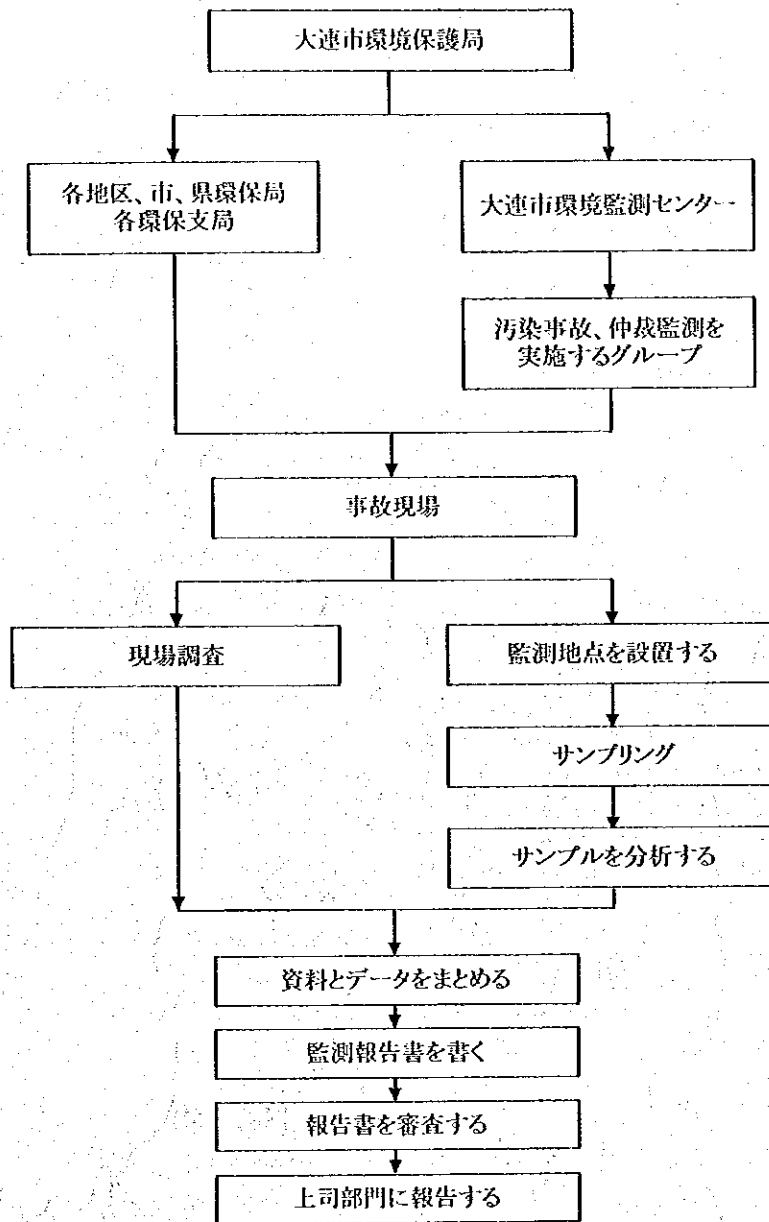 大連市環境保護局
各地区、市、県環保局
各環保支局
大連市環境監測センター
汚染事故、仲裁監測を
実施するグループ
事故現場
現場調査
監測地点を設置する
サンプリング
サンプルを分析する
資料とデータをまとめる
監測報告書を書く
報告書を審査する
上司部門に報告する